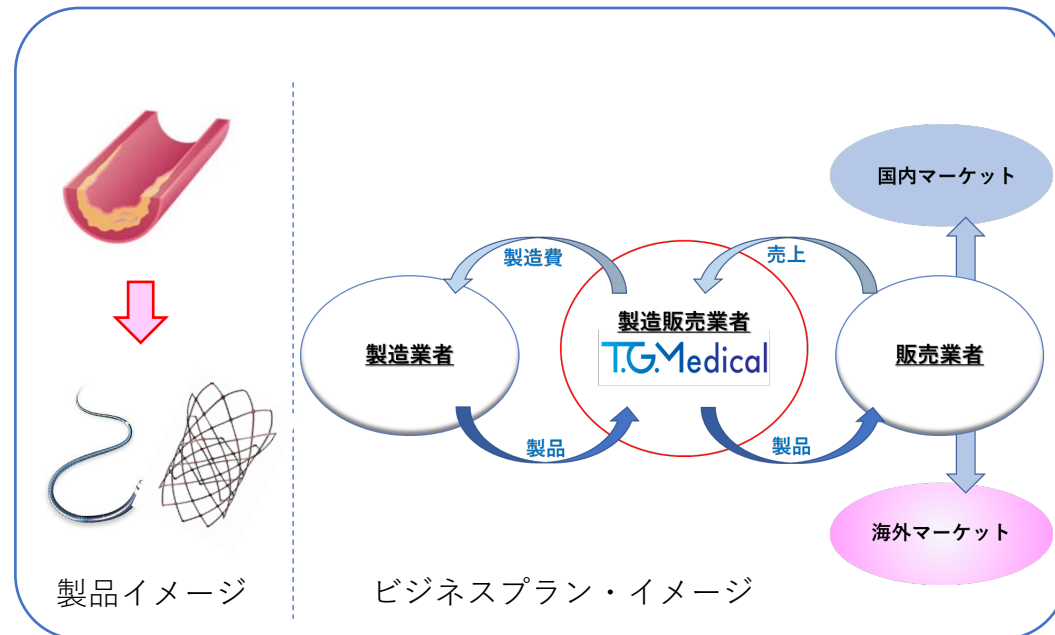 国内マーケット
製造費
売上
製造業者
製造販売業者
T.G.Medical
販売業者
製品
製品
海外マーケット
製品イメージ
ビジネスプラン・イメージ